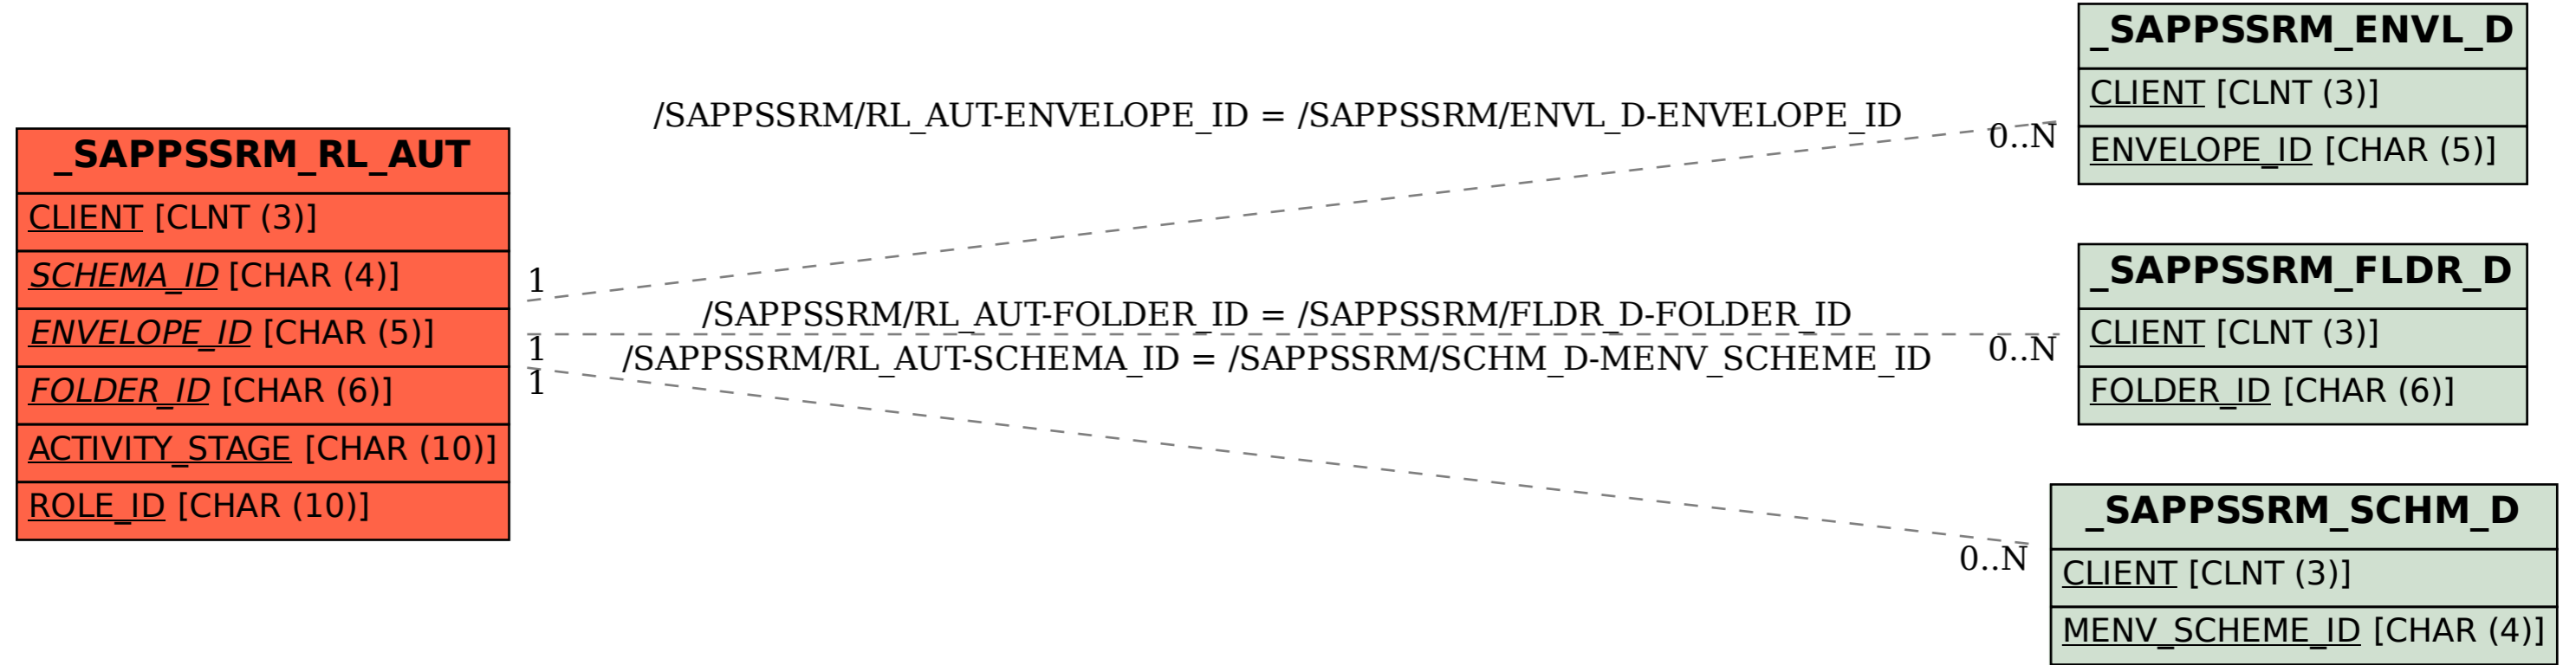 _SAPPSSRM_RL_AUT
CLIENT [CLNT (3)]
SCHEMA_ID [CHAR (4)]
ENVELOPE_ID [CHAR (5)]
FOLDER_ID [CHAR (6)]
ACTIVITY_STAGE [CHAR (10)]
ROLE_ID [CHAR (10)]
/SAPPSSRM/RL_AUT-ENVELOPE_ID = /SAPPSSRM/ENVL_D-ENVELOPE_ID
1
0..N
/SAPPSSRM/RL_AUT-FOLDER_ID = /SAPPSSRM/FLDR_D-FOLDER_ID
1
0..N
/SAPPSSRM/RL_AUT-SCHEMA_ID = /SAPPSSRM/SCHM_D-MENV_SCHEME_ID
1
0..N
_SAPPSSRM_ENVL_D
CLIENT [CLNT (3)]
ENVELOPE_ID [CHAR (5)]
_SAPPSSRM_FLDR_D
CLIENT [CLNT (3)]
FOLDER_ID [CHAR (6)]
_SAPPSSRM_SCHM_D
CLIENT [CLNT (3)]
MENV_SCHEME_ID [CHAR (4)]